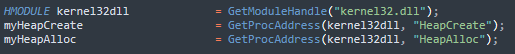 HMODULE kernel32dll = GetModuleHandle("kernel32.dll");
myHeapCreate = GetProcAddress(kernel32dll, "HeapCreate");
myHeapAlloc = GetProcAddress(kernel32dll, "HeapAlloc");